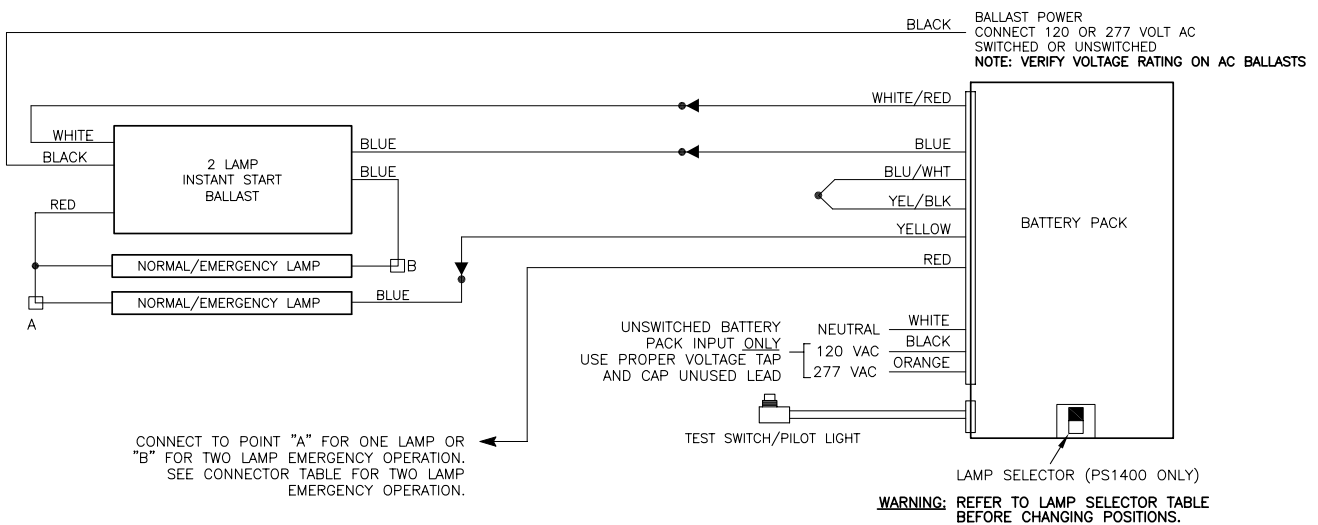 BLACK
BALLAST POWER
CONNECT 120 OR 277 VOLT AC
SWITCHED OR UNSWITCHED
NOTE: VERIFY VOLTAGE RATING ON AC BALLASTS
WHITE/RED
WHITE
BLACK
2 LAMP
INSTANT START
BALLAST
BLUE
BLUE
BLUE
BLU/WHT
YEL/BLK
RED
YELLOW
BATTERY PACK
NORMAL/EMERGENCY LAMP
B
RED
NORMAL/EMERGENCY LAMP
BLUE
A
UNSWITCHED BATTERY
PACK INPUT ONLY
USE PROPER VOLTAGE TAP
AND CAP UNUSED LEAD
NEUTRAL
WHITE
120 VAC
BLACK
277 VAC
ORANGE
TEST SWITCH/PILOT LIGHT
CONNECT TO POINT "A" FOR ONE LAMP OR
"B" FOR TWO LAMP EMERGENCY OPERATION.
SEE CONNECTOR TABLE FOR TWO LAMP
EMERGENCY OPERATION.
LAMP SELECTOR (PS1400 ONLY)
WARNING: REFER TO LAMP SELECTOR TABLE
BEFORE CHANGING POSITIONS.